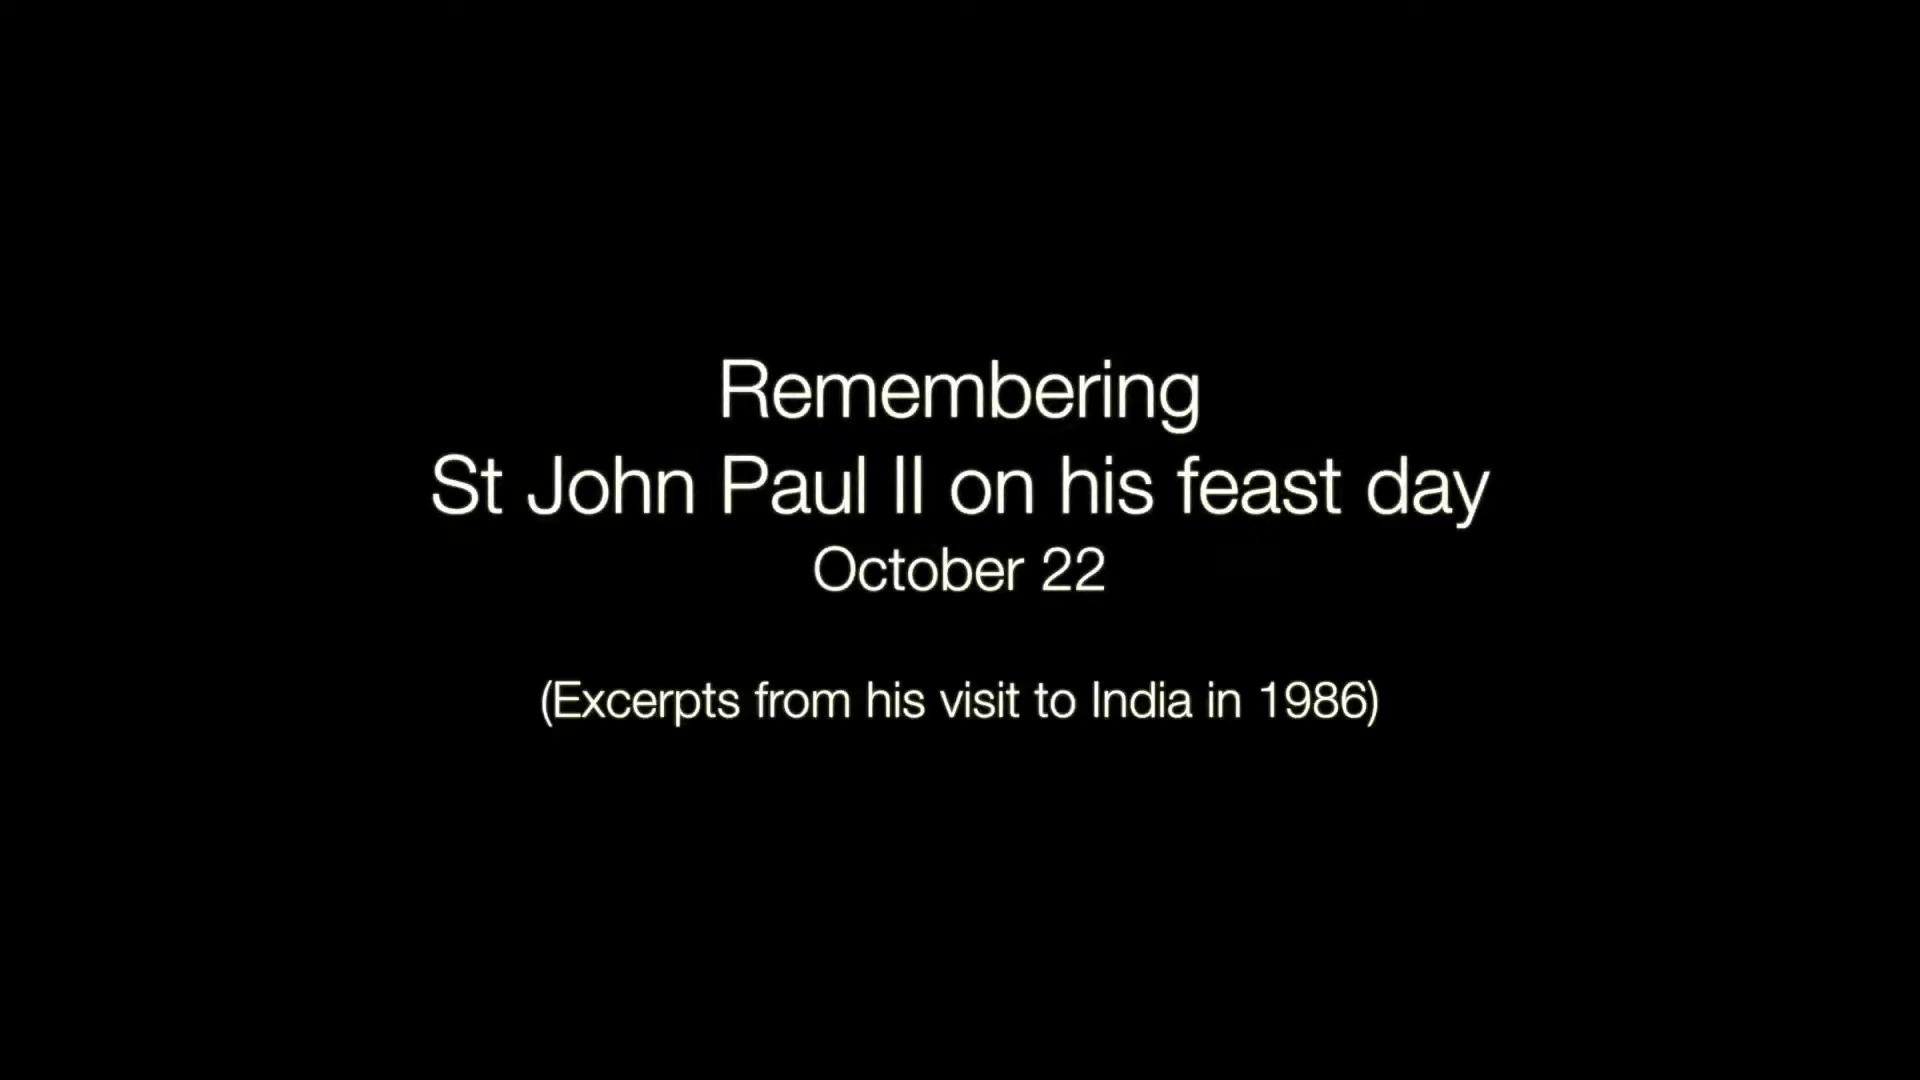 Remembering
St John Paul II on his feast day
October 22
(Excerpts from his visit to India in 1986)